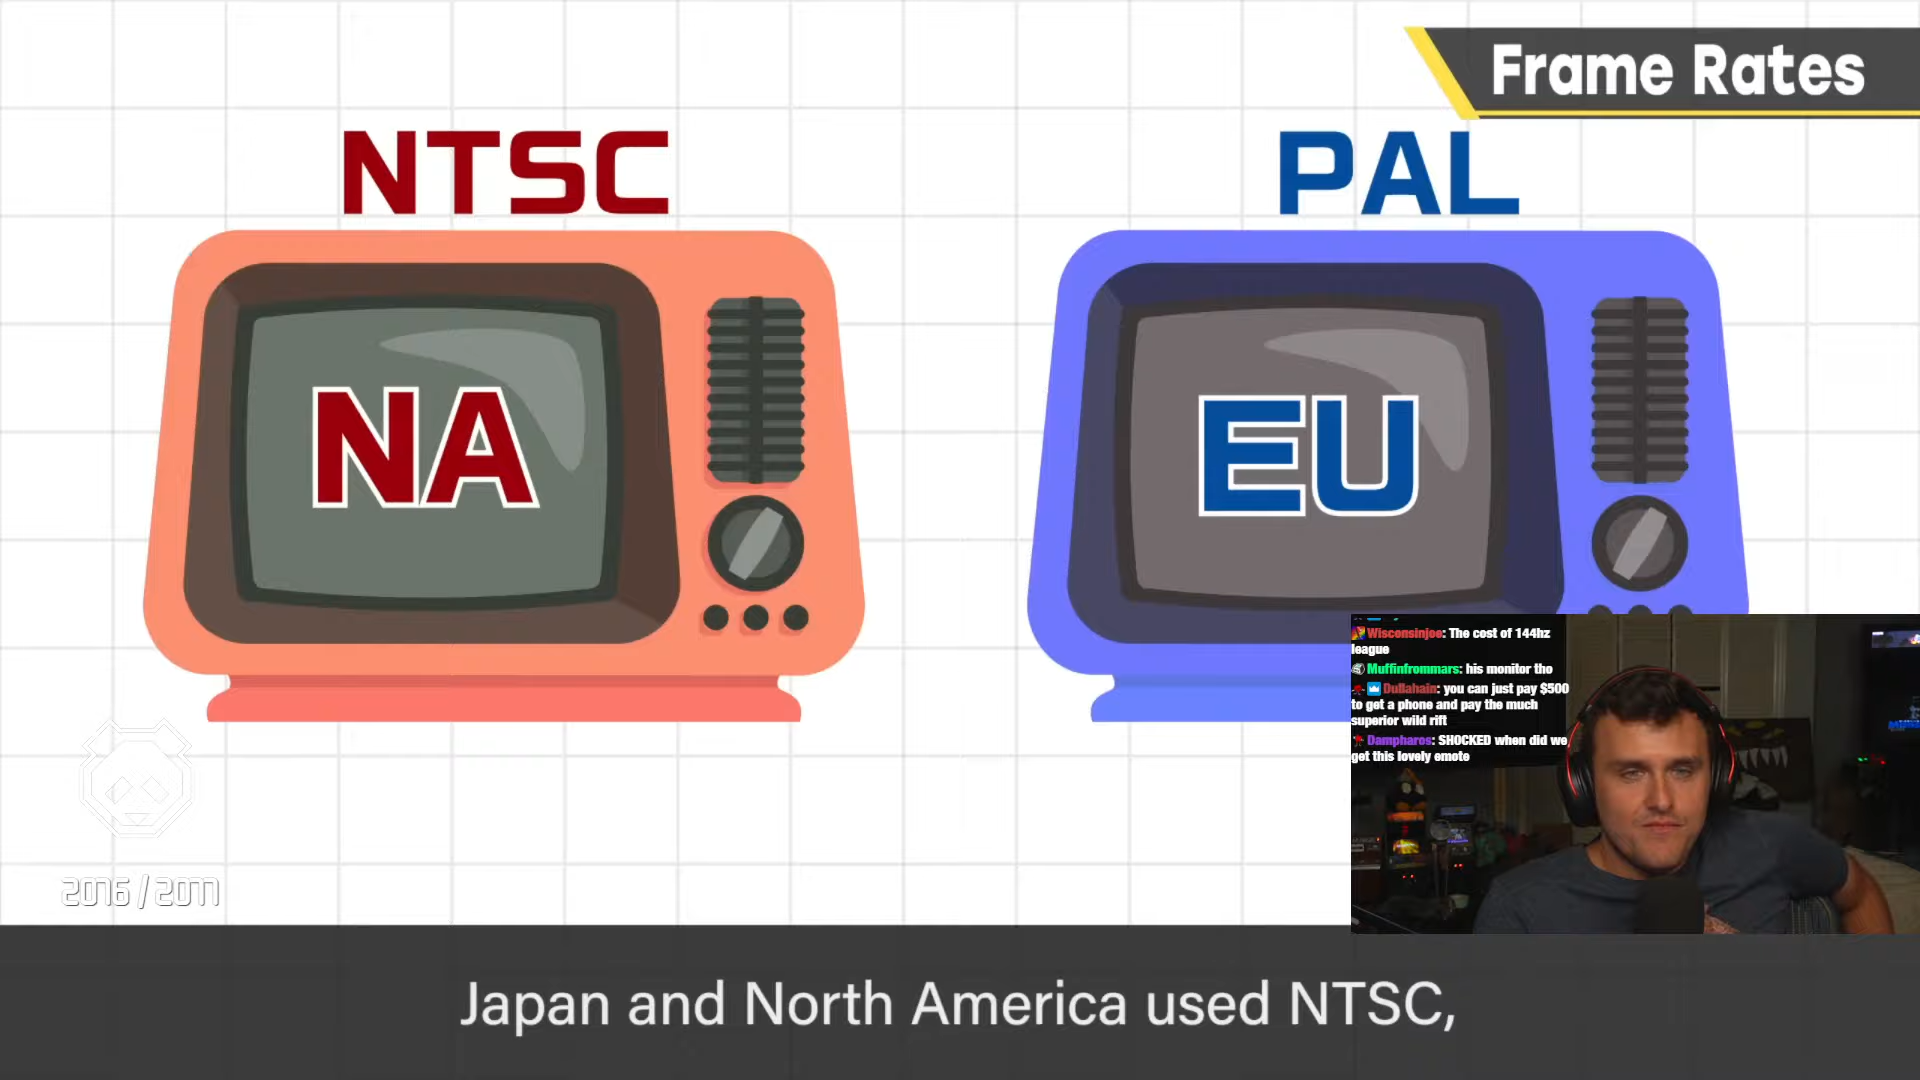 Frame Rates
NTSC
PAL
NA
EU
Wisconsinjoe: The cost of 144hz
league
Muffinfrommars: his monitor tho
Dullahain: you can just pay $500
to get a phone and pay the much
superior wild rift
Dampharos: SHOCKED when did we
get this lovely emote
2016 / 2017
Japan and North America used NTSC,